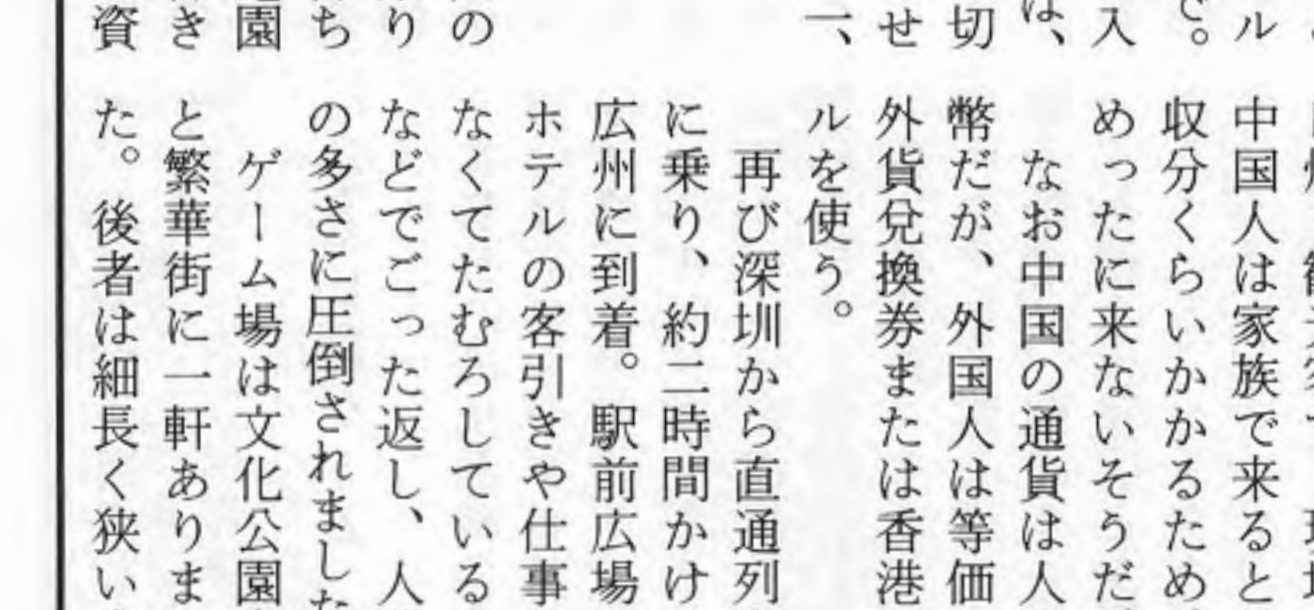 ル
で。
入
は、
切
せ
一、
の
り
ち
園
き
資
中国人は家族で来ると
収分くらいかかるため
めったに来ないそうだ
なお中国の通貨は人
幣だが、外国人は等価
外貨兌換券または香港
ルを使う。
再び深圳から直通列
に乗り、約二時間かけ
広州に到着。駅前広場
ホテルの客引きや仕事
なくてたむろしている
などでごった返し、人
の多さに圧倒されました
ゲーム場は文化公園
と繁華街に一軒ありま
た。後者は細長く狭い